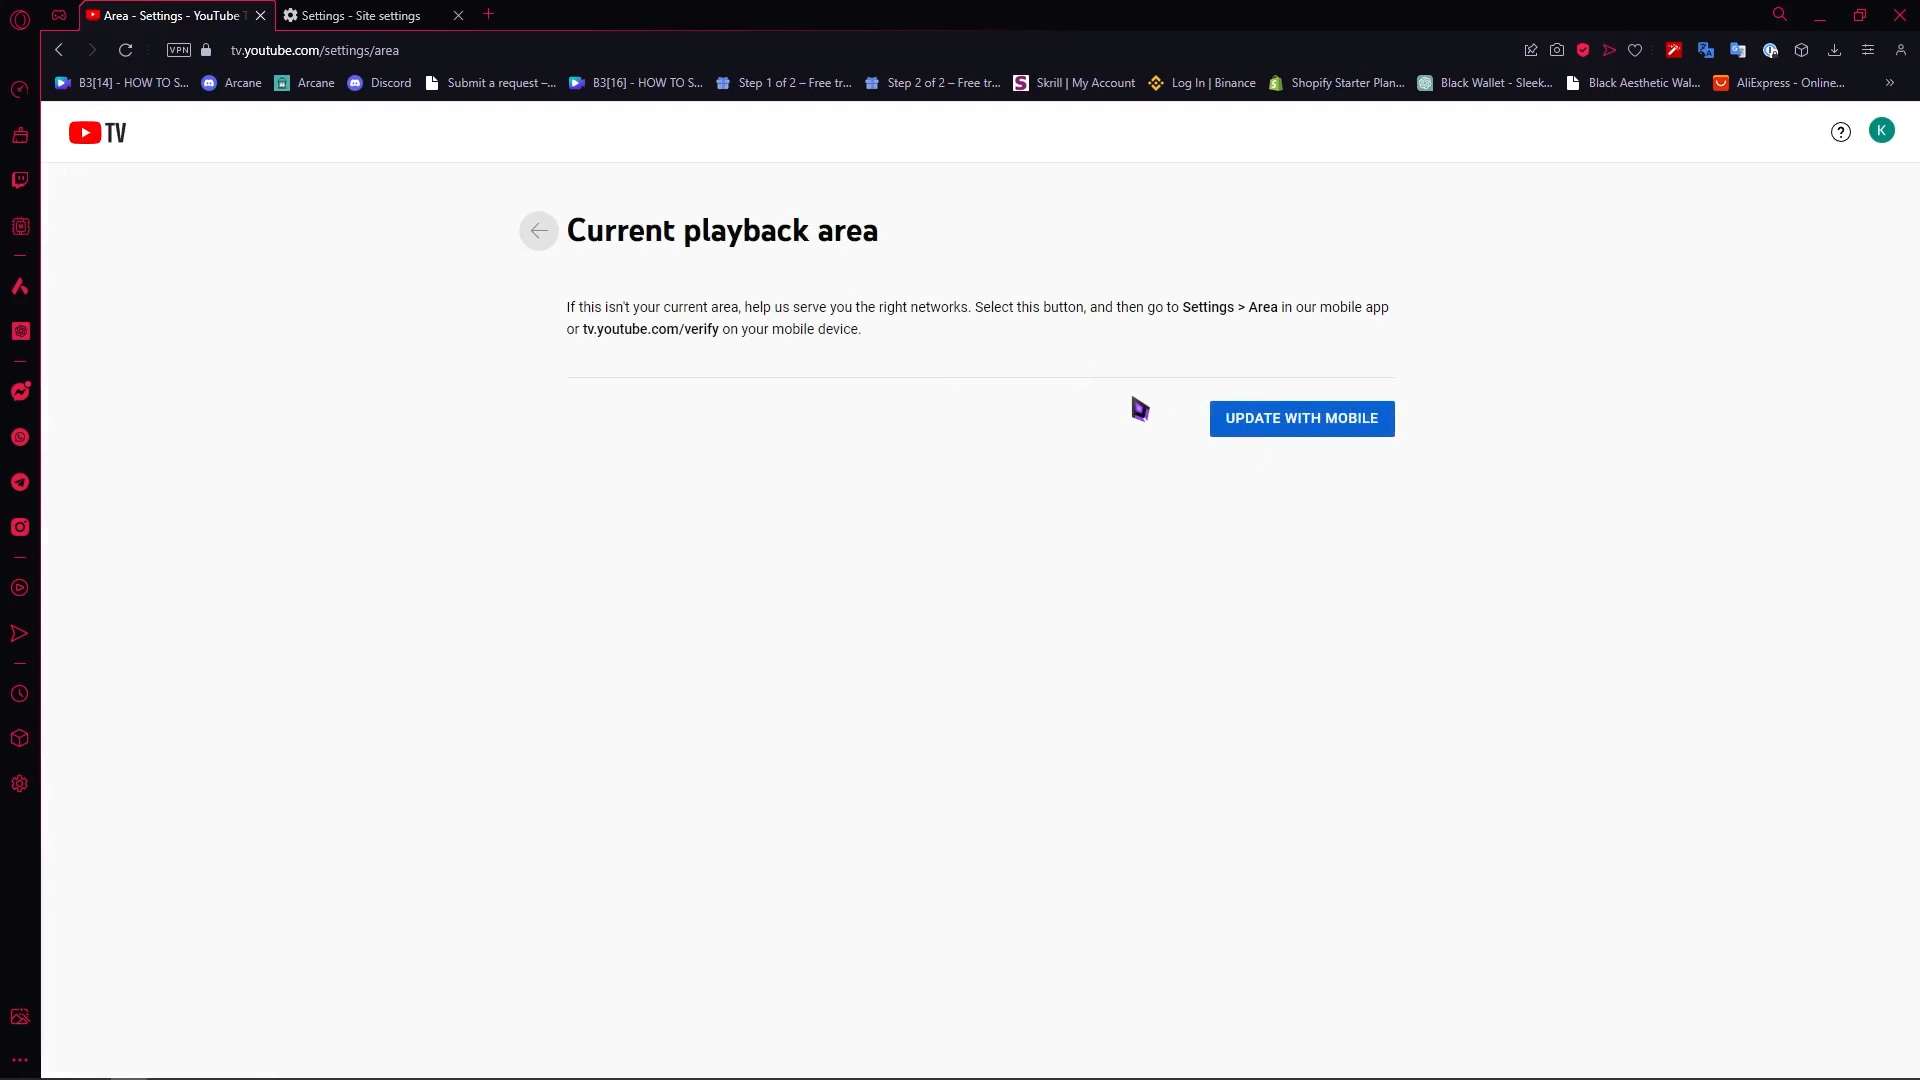 Area - Settings - YouTube T
Settings - Site settings
VPN
tv.youtube.com/settings/area
B3[14] - HOW TO S...
Arcane
Arcane
Discord
Submit a request –...
B3[16] - HOW TO S...
Step 1 of 2 – Free tr...
Step 2 of 2 – Free tr...
Skrill | My Account
Log In | Binance
Shopify Starter Plan...
Black Wallet - Sleek...
Black Aesthetic Wal...
AliExpress - Online...
TV
K
Current playback area
If this isn't your current area, help us serve you the right networks. Select this button, and then go to Settings > Area in our mobile app
or tv.youtube.com/verify on your mobile device.
UPDATE WITH MOBILE